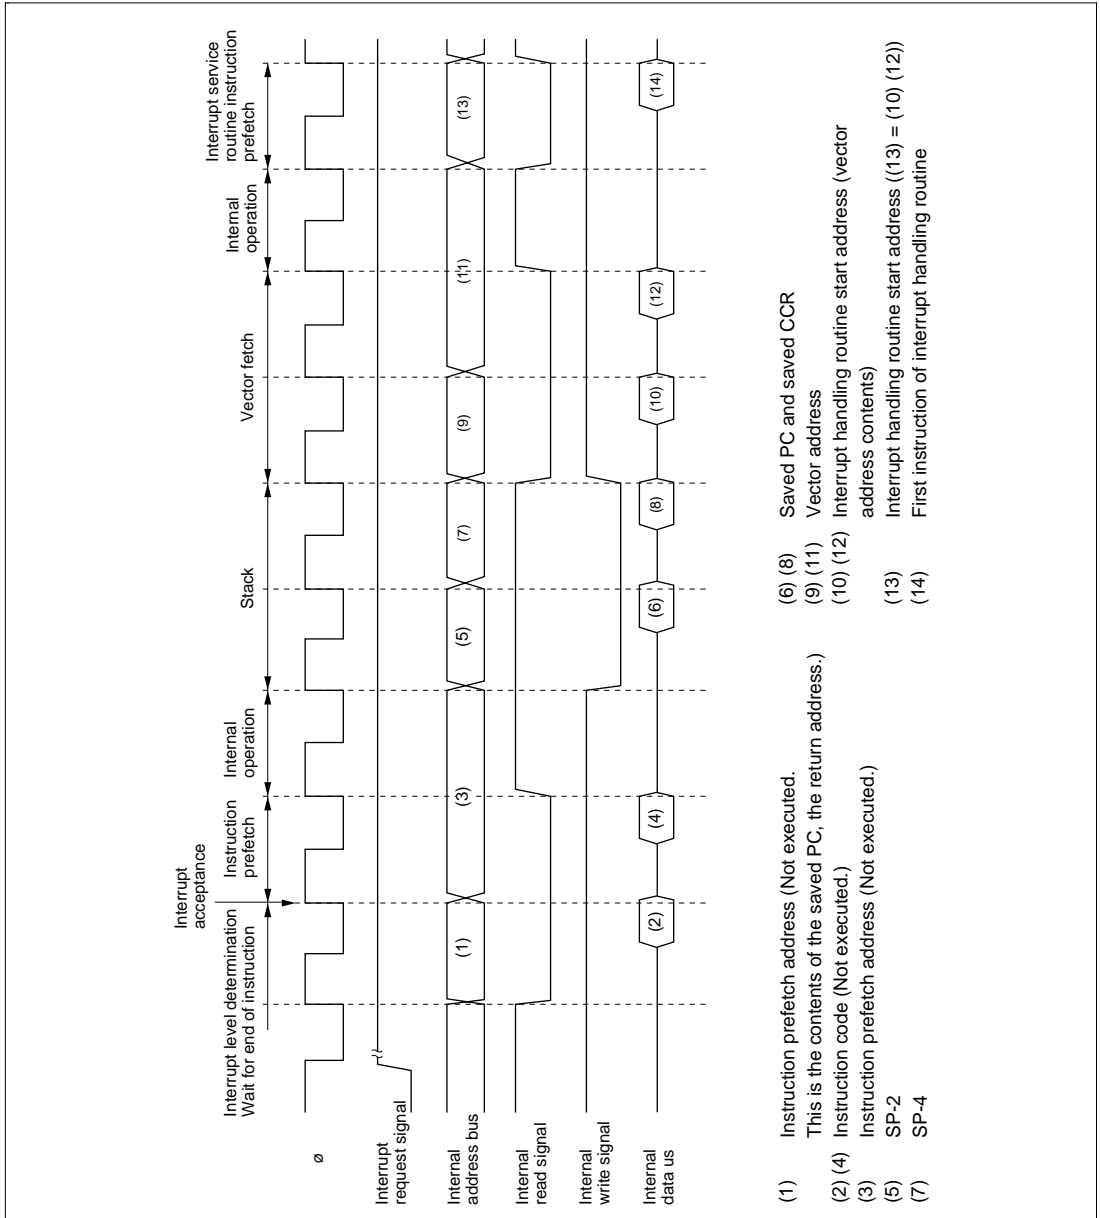 Interrupt
acceptance
Interrupt level determination
Wait for end of instruction
Instruction
prefetch
Internal
operation
Stack
Vector fetch
Internal
operation
Interrupt service
routine instruction
prefetch
ø
Interrupt
request signal
Internal
address bus
(1)
(3)
(5)
(7)
(9)
(11)
(13)
Internal
read signal
Internal
write signal
Internal
data us
(2)
(4)
(6)
(8)
(10)
(12)
(14)
(1) Instruction prefetch address (Not executed.
This is the contents of the saved PC, the return address.)
(2) (4) Instruction code (Not executed.)
(3) Instruction prefetch address (Not executed.)
(5) SP-2
(7) SP-4
(6) (8) Saved PC and saved CCR
(9) (11) Vector address
(10) (12) Interrupt handling routine start address (vector
address contents)
(13) Interrupt handling routine start address ((13) = (10) (12))
(14) First instruction of interrupt handling routine